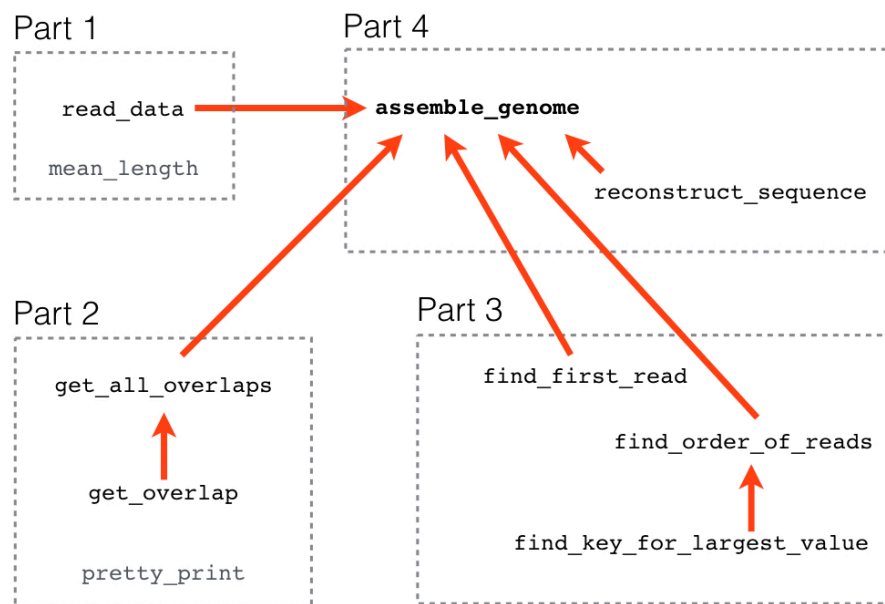 Part 1
read_data
mean_length
Part 4
assemble_genome
reconstruct_sequence
Part 2
get_all_overlaps
get_overlap
pretty_print
Part 3
find_first_read
find_order_of_reads
find_key_for_largest_value